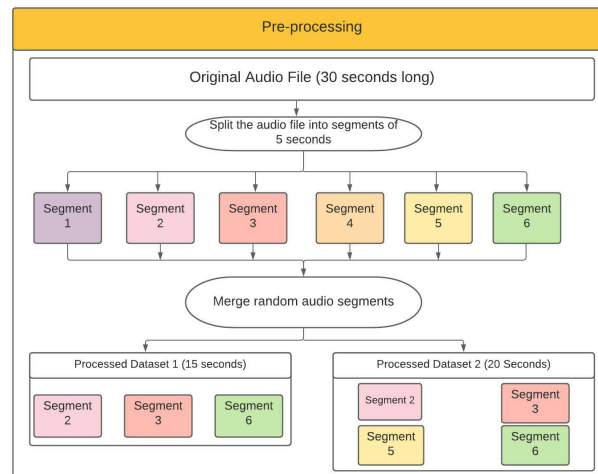 Pre-processing
Original Audio File (30 seconds long)
Split the audio file into segments of
5 seconds
Segment
1
Segment
2
Segment
3
Segment
4
Segment
5
Segment
6
Merge random audio segments
Processed Dataset 1 (15 seconds)
Segment
2
Segment
3
Segment
6
Processed Dataset 2 (20 Seconds)
Segment 2
Segment
3
Segment
5
Segment
6